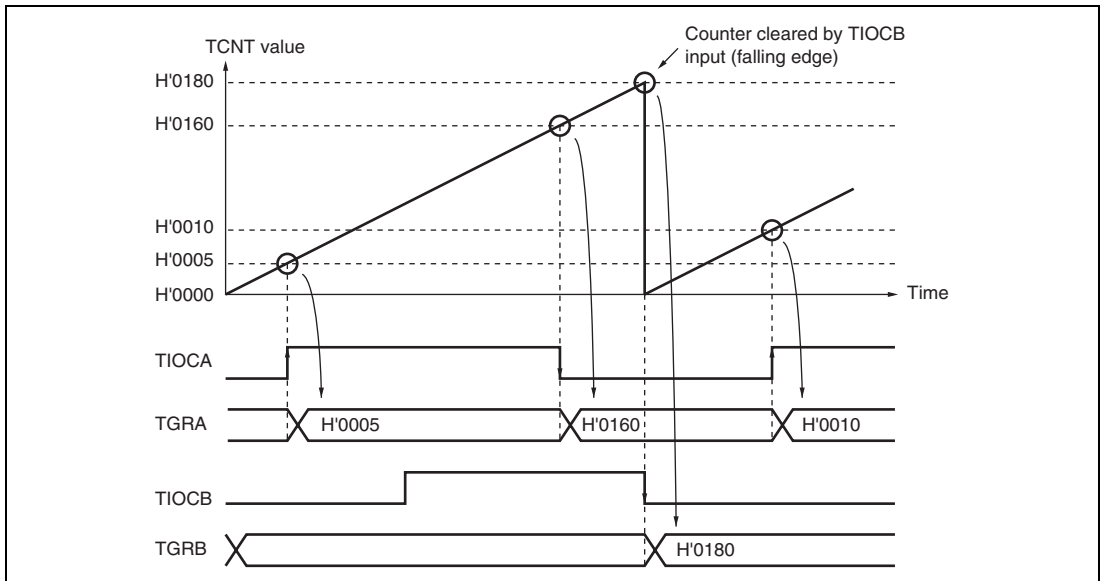 Counter cleared by TIOCB
input (falling edge)
TCNT value
H'0180
H'0160
H'0010
H'0005
H'0000
Time
TIOCA
TGRA
H'0005
H'0160
H'0010
TIOCB
TGRB
H'0180